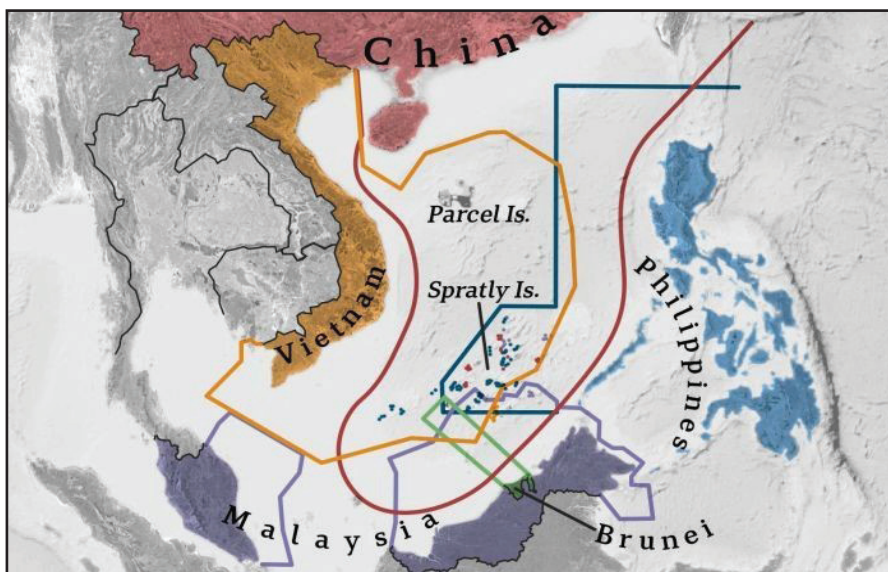 China
Parcel Is.
Spratly Is.
Vietnam
Philippines
Malaysia
Brunei